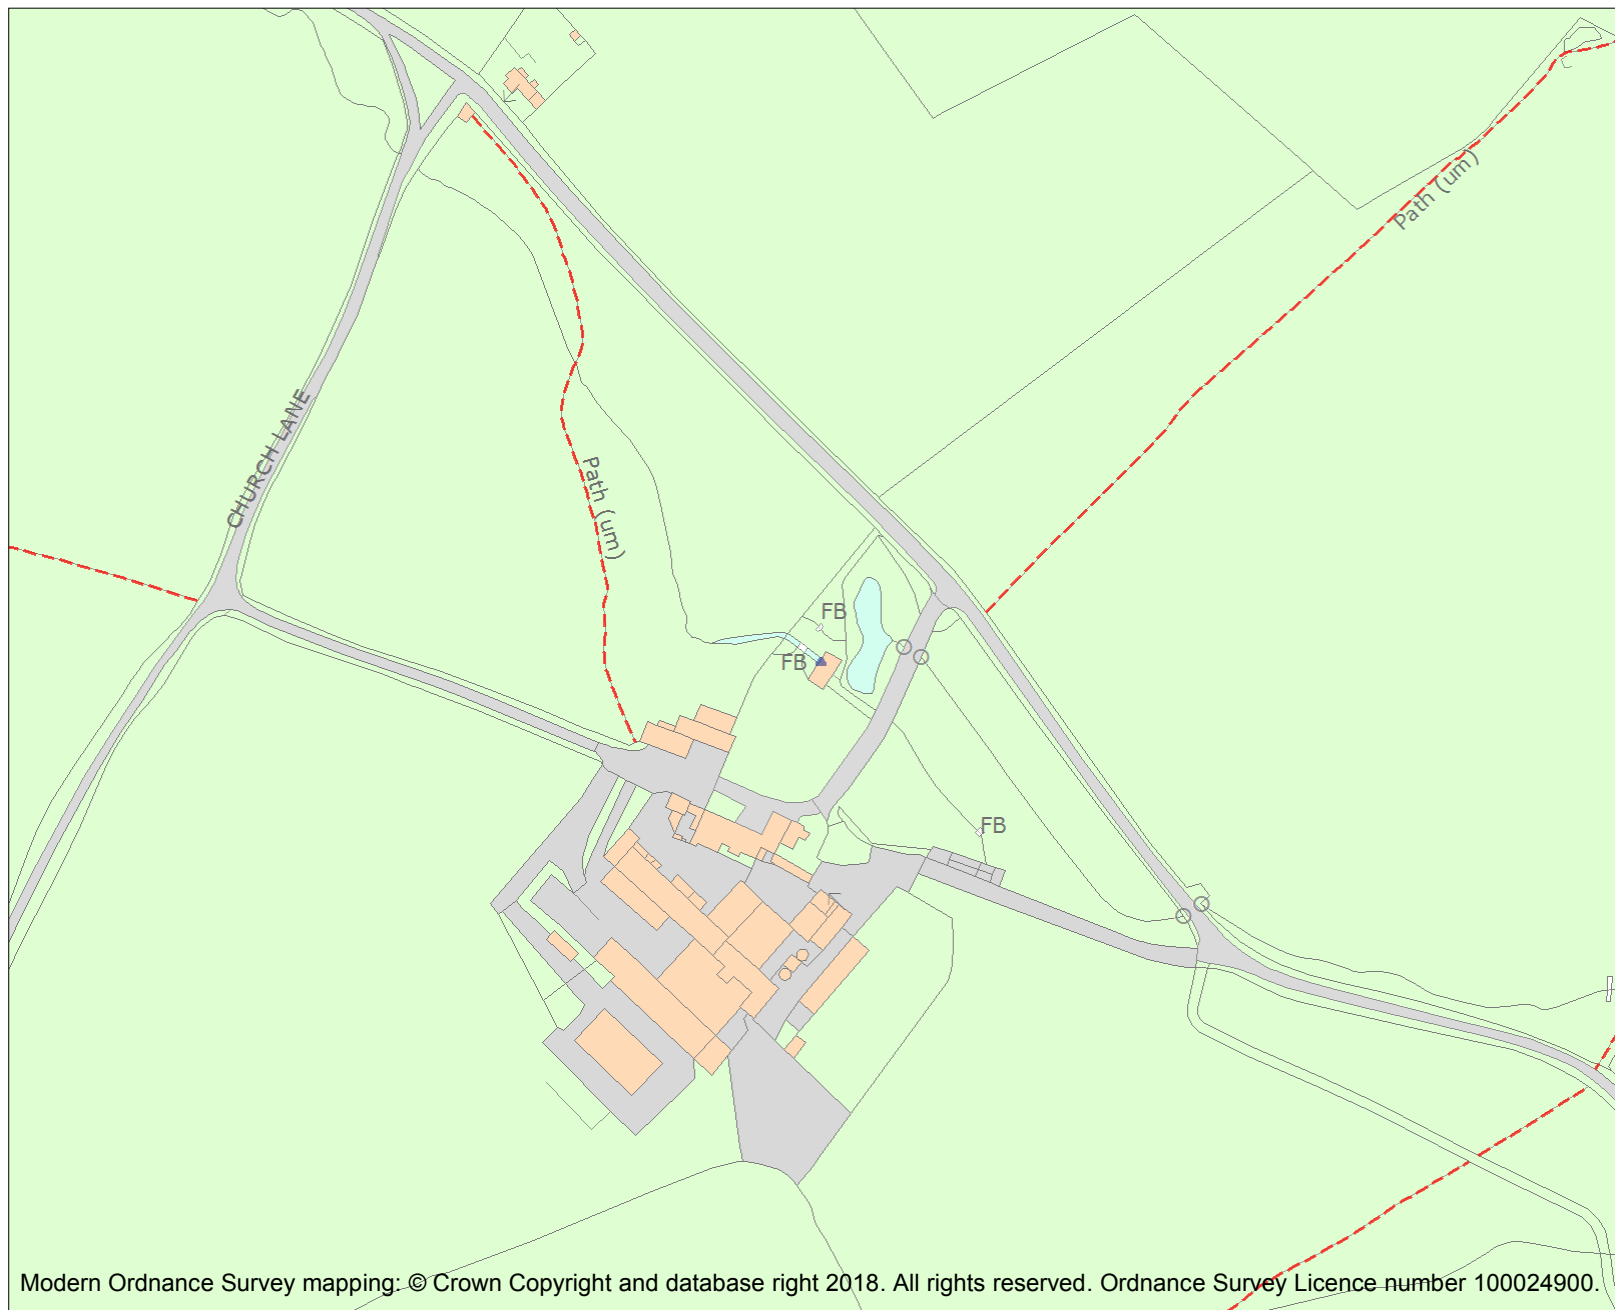 Path (um)
CHURCH LANE
Path (um)
FB
FB
FB
Modern Ordnance Survey mapping: © Crown Copyright and database right 2018. All rights reserved. Ordnance Survey Licence number 100024900.